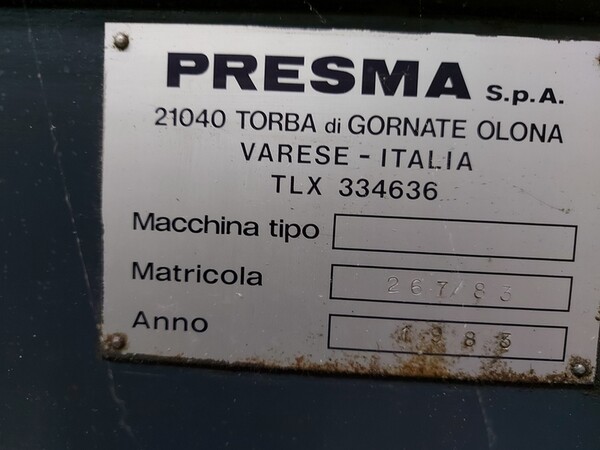 PRESMA S.p.A.
21040 TORBA di GORNATE OLONA
VARESE - ITALIA
TLX 334636
Macchina tipo
Matricola 267/83
Anno 1983